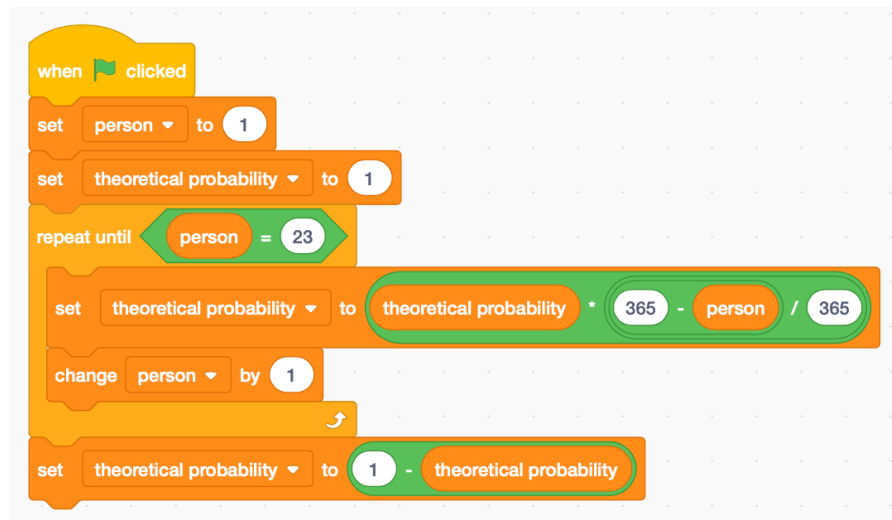 when clicked
set person to 1
set theoretical probability to 1
repeat until person = 23
set theoretical probability to theoretical probability * 365 - person / 365
change person by 1
set theoretical probability to 1 - theoretical probability